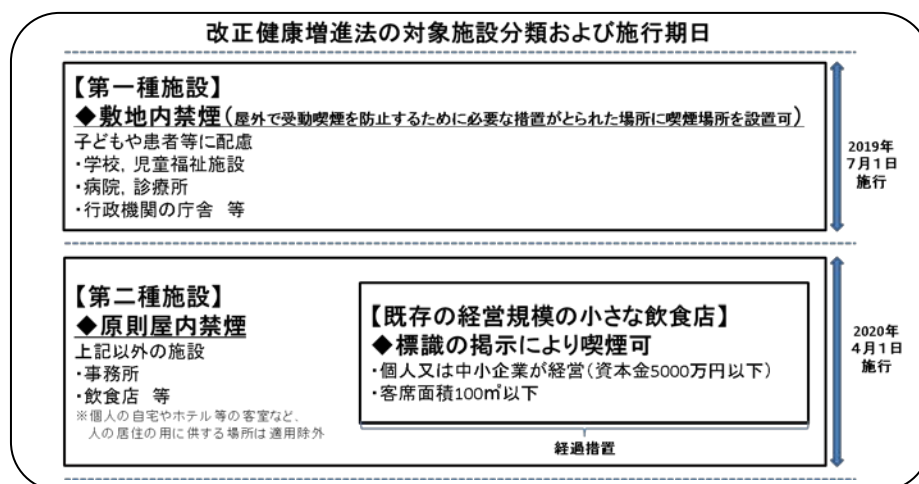 改正健康増進法の対象施設分類および施行期日
【第一種施設】
◆敷地内禁煙(屋外で受動喫煙を防止するために必要な措置がとられた場所に喫煙場所を設置可)
子どもや患者等に配慮
・学校, 児童福祉施設
・病院, 診療所
・行政機関の庁舎 等
2019年
7月1日
施行
【第二種施設】
◆原則屋内禁煙
上記以外の施設
・事務所
・飲食店 等
※個人の自宅やホテル等の客室など、
人の居住の用に供する場所は適用除外
【既存の経営規模の小さな飲食店】
◆標識の掲示により喫煙可
・個人又は中小企業が経営(資本金5000万円以下)
・客席面積100㎡以下
経過措置
2020年
4月1日
施行